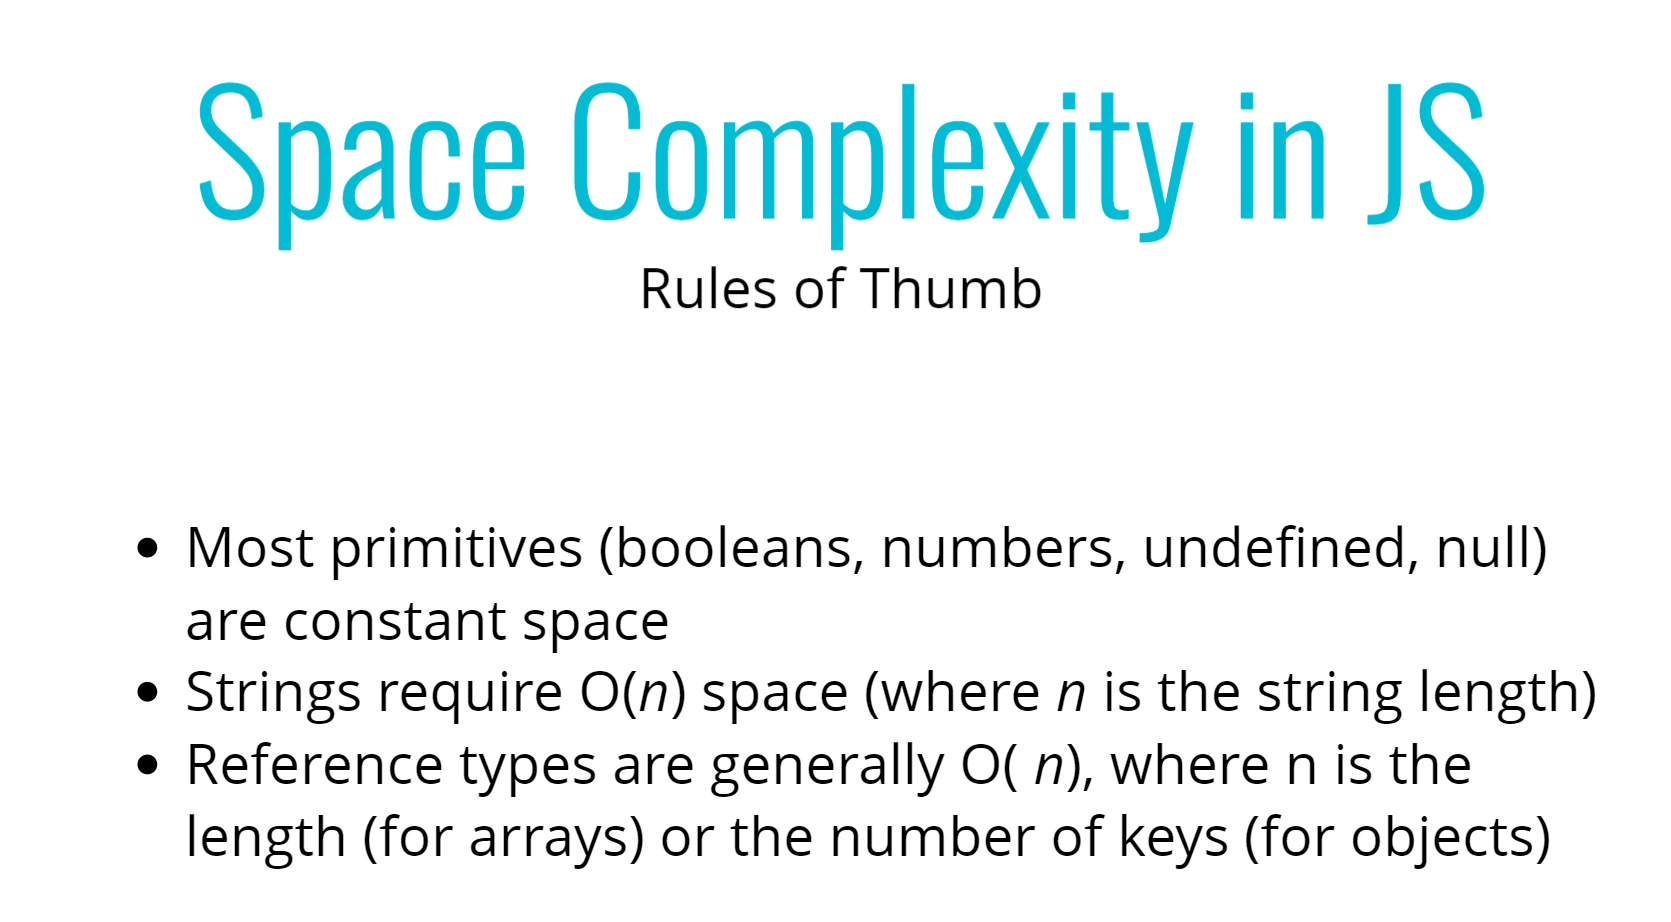 Space Complexity in JS
Rules of Thumb
• Most primitives (booleans, numbers, undefined, null)
are constant space
• Strings require O(n) space (where n is the string length)
• Reference types are generally O( n), where n is the
length (for arrays) or the number of keys (for objects)